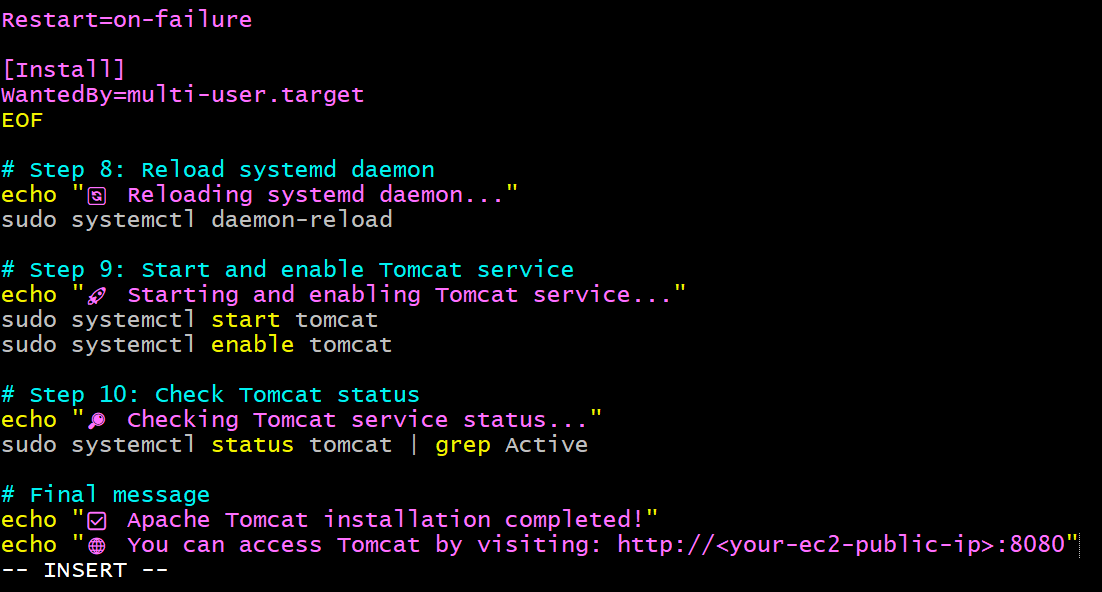 Restart=on-failure

[Install]
WantedBy=multi-user.target
EOF

# Step 8: Reload systemd daemon
echo "🔄 Reloading systemd daemon..."
sudo systemctl daemon-reload

# Step 9: Start and enable Tomcat service
echo "🚀 Starting and enabling Tomcat service..."
sudo systemctl start tomcat
sudo systemctl enable tomcat

# Step 10: Check Tomcat status
echo "🔎 Checking Tomcat service status..."
sudo systemctl status tomcat | grep Active

# Final message
echo "✅ Apache Tomcat installation completed!"
echo "🌐 You can access Tomcat by visiting: http://<your-ec2-public-ip>:8080"
-- INSERT --